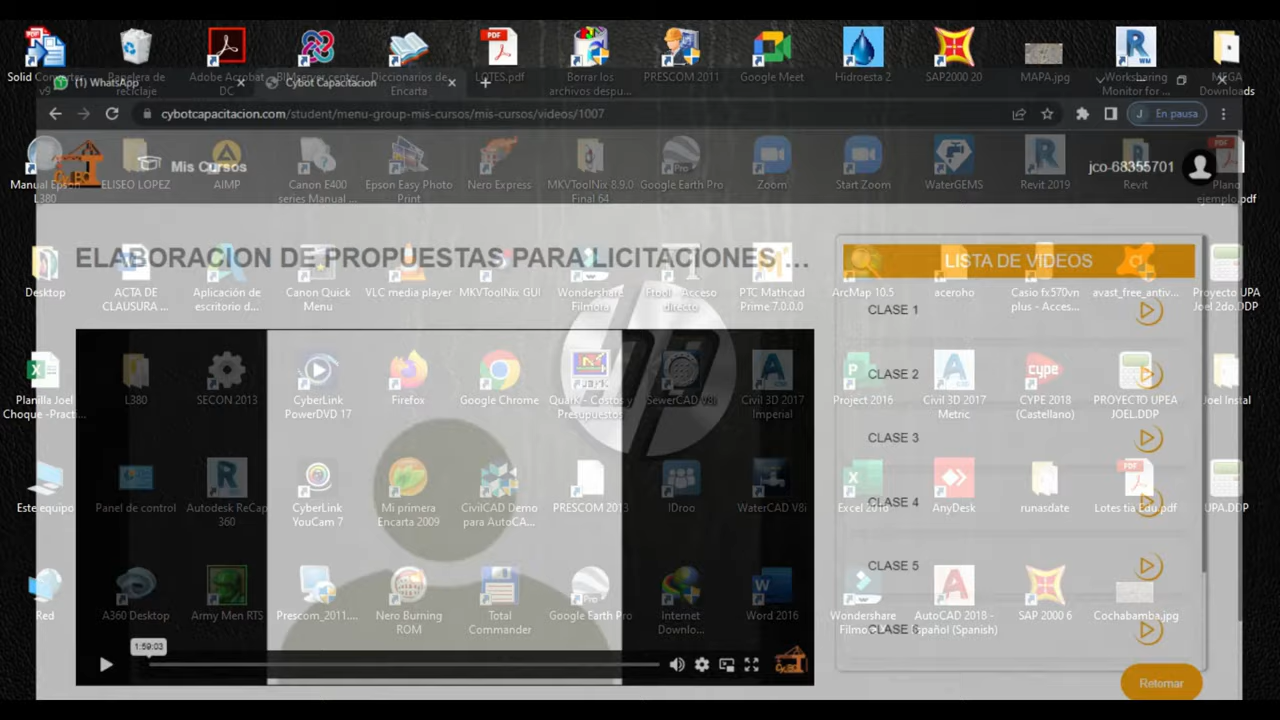 Solid Converter v9
Papelera de reciclaje
Adobe Acrobat DC
BIMserver.center
Diccionarios de Encarta
LOTES.pdf
Borrar los archivos despu...
PRESCOM 2011
Google Meet
Hidroesta 2
SAP2000 20
MAPA.jpg
Worksharing Monitor for ...
MEGA Downloads
(1) WhatsApp
Cybot Capacitacion
cybotcapacitacion.com/student/menu-group-mis-cursos/mis-cursos/videos/1007
J En pausa
Mis Cursos
jco-68355701
Manual Epson L380
ELISEO LOPEZ
AIMP
Canon E400 series Manual ...
Epson Easy Photo Print
Nero Express
MKVToolNix 8.9.0 Final 64
Google Earth Pro
Zoom
Start Zoom
WaterGEMS
Revit 2019
Revit
Plano ejemplo.pdf
ELABORACION DE PROPUESTAS PARA LICITACIONES ...
LISTA DE VIDEOS
Desktop
ACTA DE CLAUSURA ...
Aplicación de escritorio d...
Canon Quick Menu
VLC media player
MKVToolNix GUI
Wondershare Filmora
Ftool - Acceso directo
PTC Mathcad Prime 7.0.0.0
ArcMap 10.5
aceroho
Casio fx570vn plus - Acces...
avast_free_antiv...
Proyecto UPA Joel 2do.DDP
CLASE 1
CLASE 2
CLASE 3
CLASE 4
CLASE 5
CLASE 6
Planilla Joel Choque -Pract...
L380
SECON 2013
CyberLink PowerDVD 17
Firefox
Google Chrome
QuarK - Costos y Presupuestos
SewerCAD V8i
Civil 3D 2017 Imperial
Project 2016
Civil 3D 2017 Metric
CYPE 2018 (Castellano)
PROYECTO UPEA JOEL.DDP
Joel Instal
Este equipo
Panel de control
Autodesk ReCap 360
CyberLink YouCam 7
Mi primera Encarta 2009
CivilCAD Demo para AutoCA...
PRESCOM 2013
IDroo
WaterCAD V8i
Excel 2016
AnyDesk
runasdate
Lotes tia Edu.pdf
UPA.DDP
Red
A360 Desktop
Army Men RTS
Prescom_2011....
Nero Burning ROM
Total Commander
Google Earth Pro
Internet Downlo...
Word 2016
Wondershare Filmo...
AutoCAD 2018 - Español (Spanish)
SAP 2000 6
Cochabamba.jpg
1:59:03
Retornar